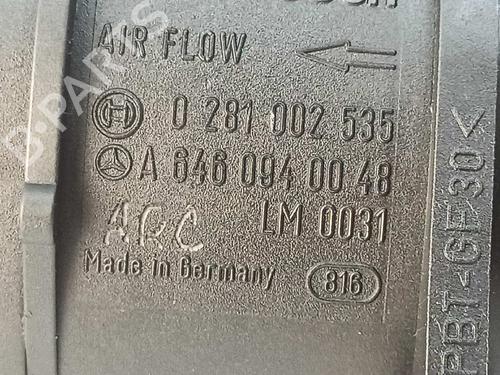 AIR FLOW
0 281 002 535
A 646 094 00 48
ARC LM 0031
Made in Germany 816
PBT-GF30<
D-PARTS